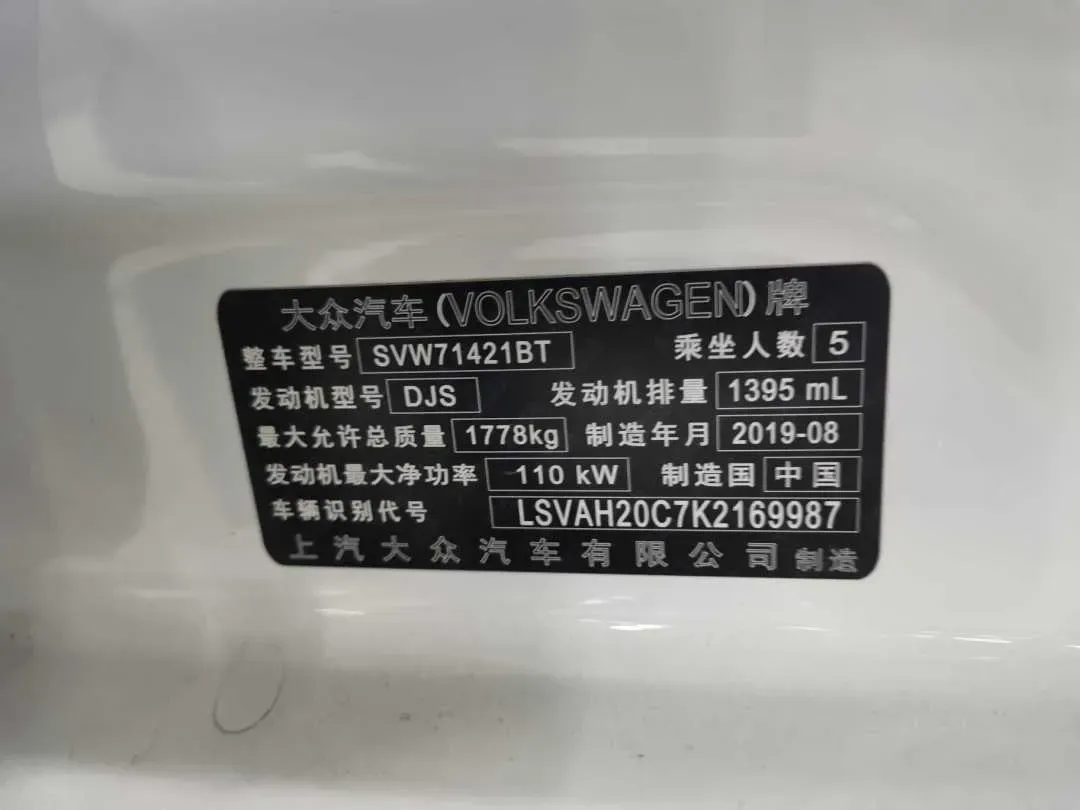 大众汽车(VOLKSWAGEN)牌
整车型号 SVW71421BT 乘坐人数 5
发动机型号 DJS 发动机排量 1395 mL
最大允许总质量 1778kg 制造年月 2019-08
发动机最大净功率 110 kW 制造国 中国
车辆识别代号 LSVAH20C7K2169987
上汽大众汽车有限公司 制造